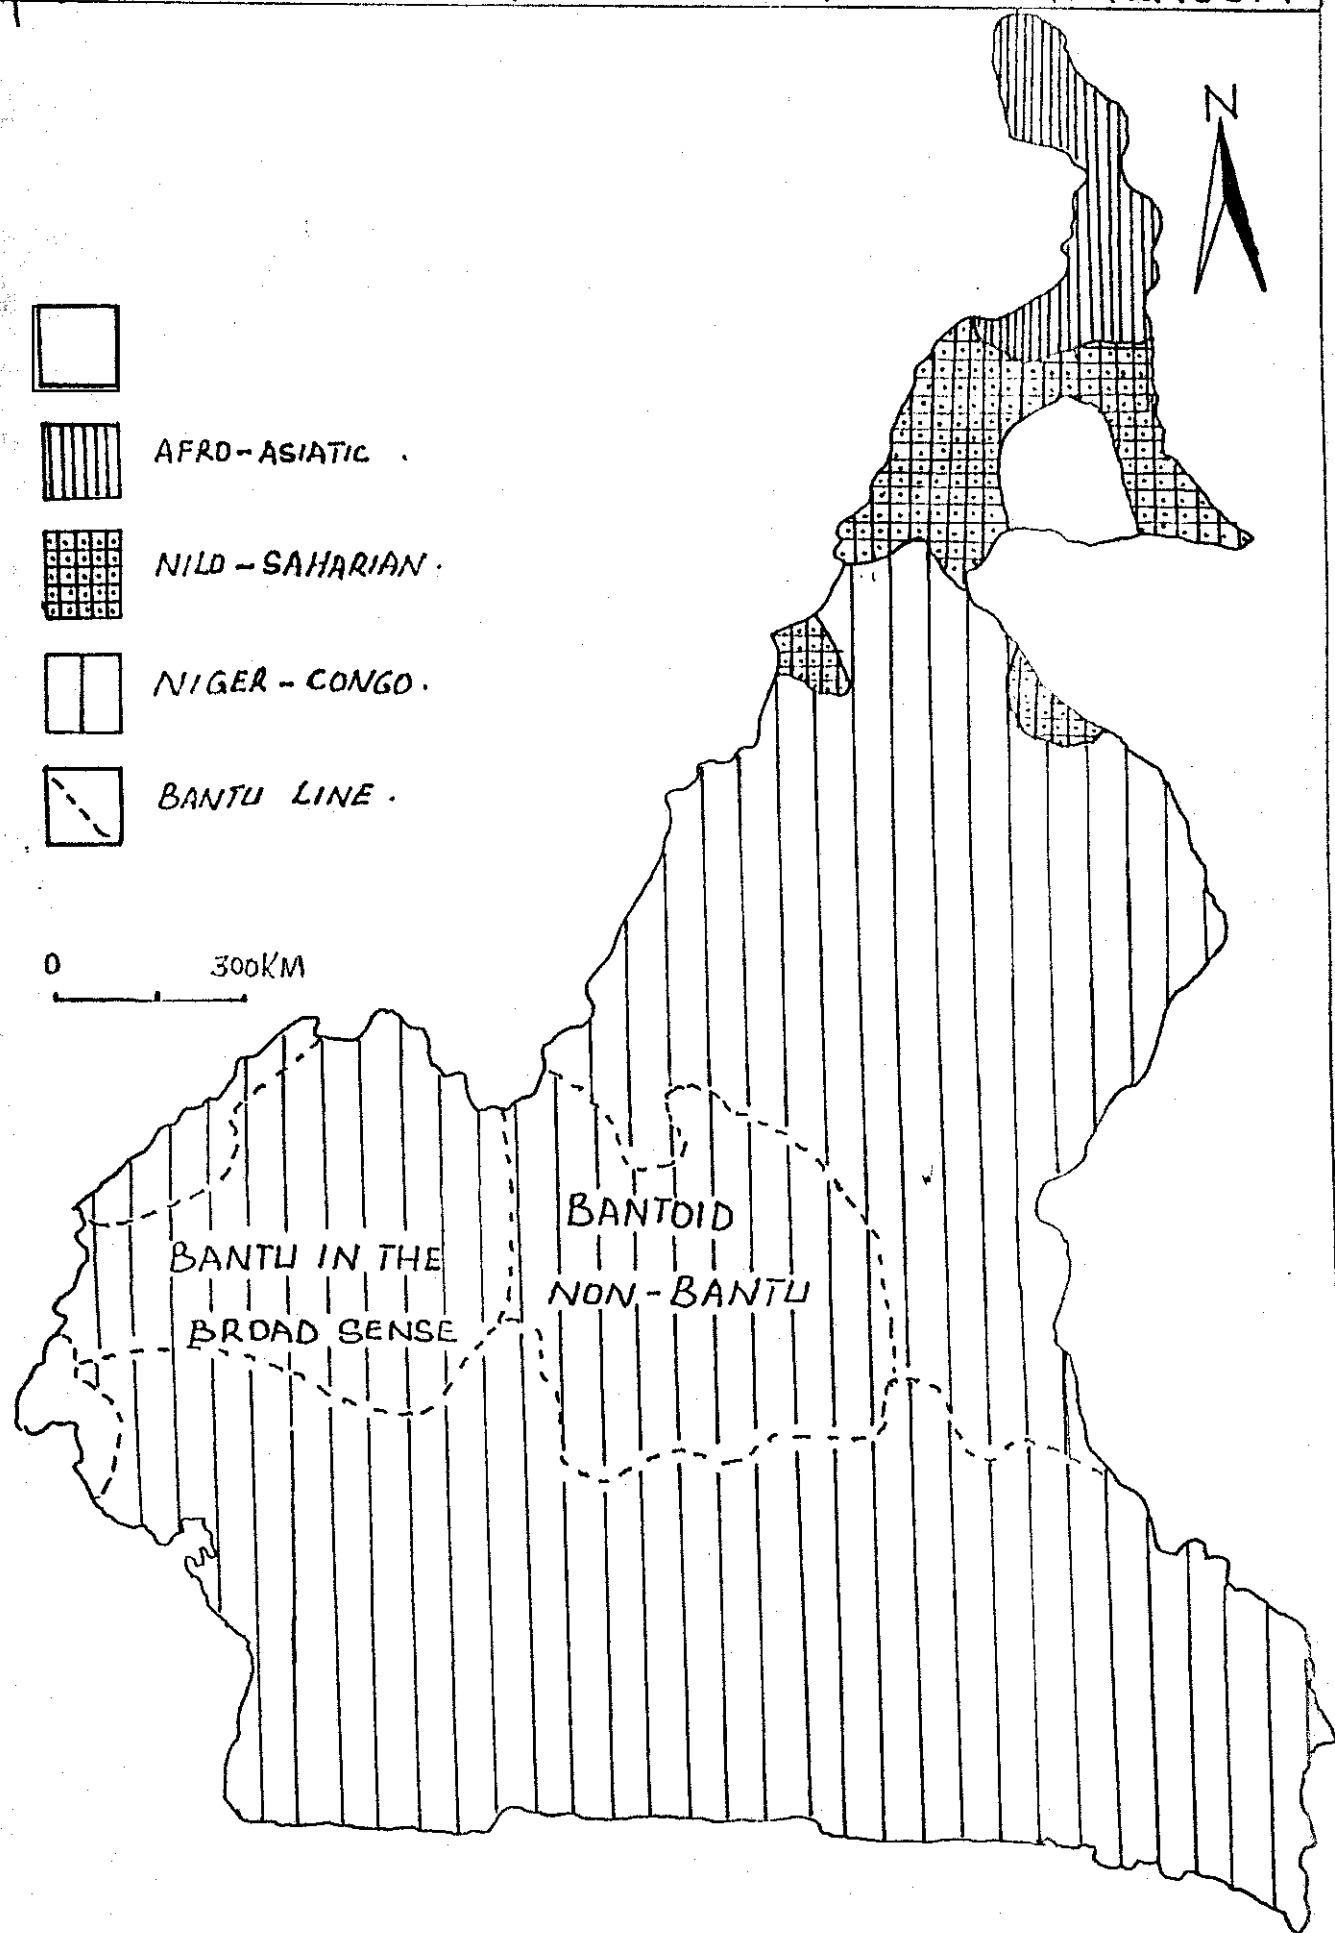 N
AFRO-ASIATIC .
NILO-SAHARIAN.
NIGER-CONGO.
BANTU LINE.
0 300KM
BANTOID
NON-BANTU
BANTU IN THE
BROAD SENSE